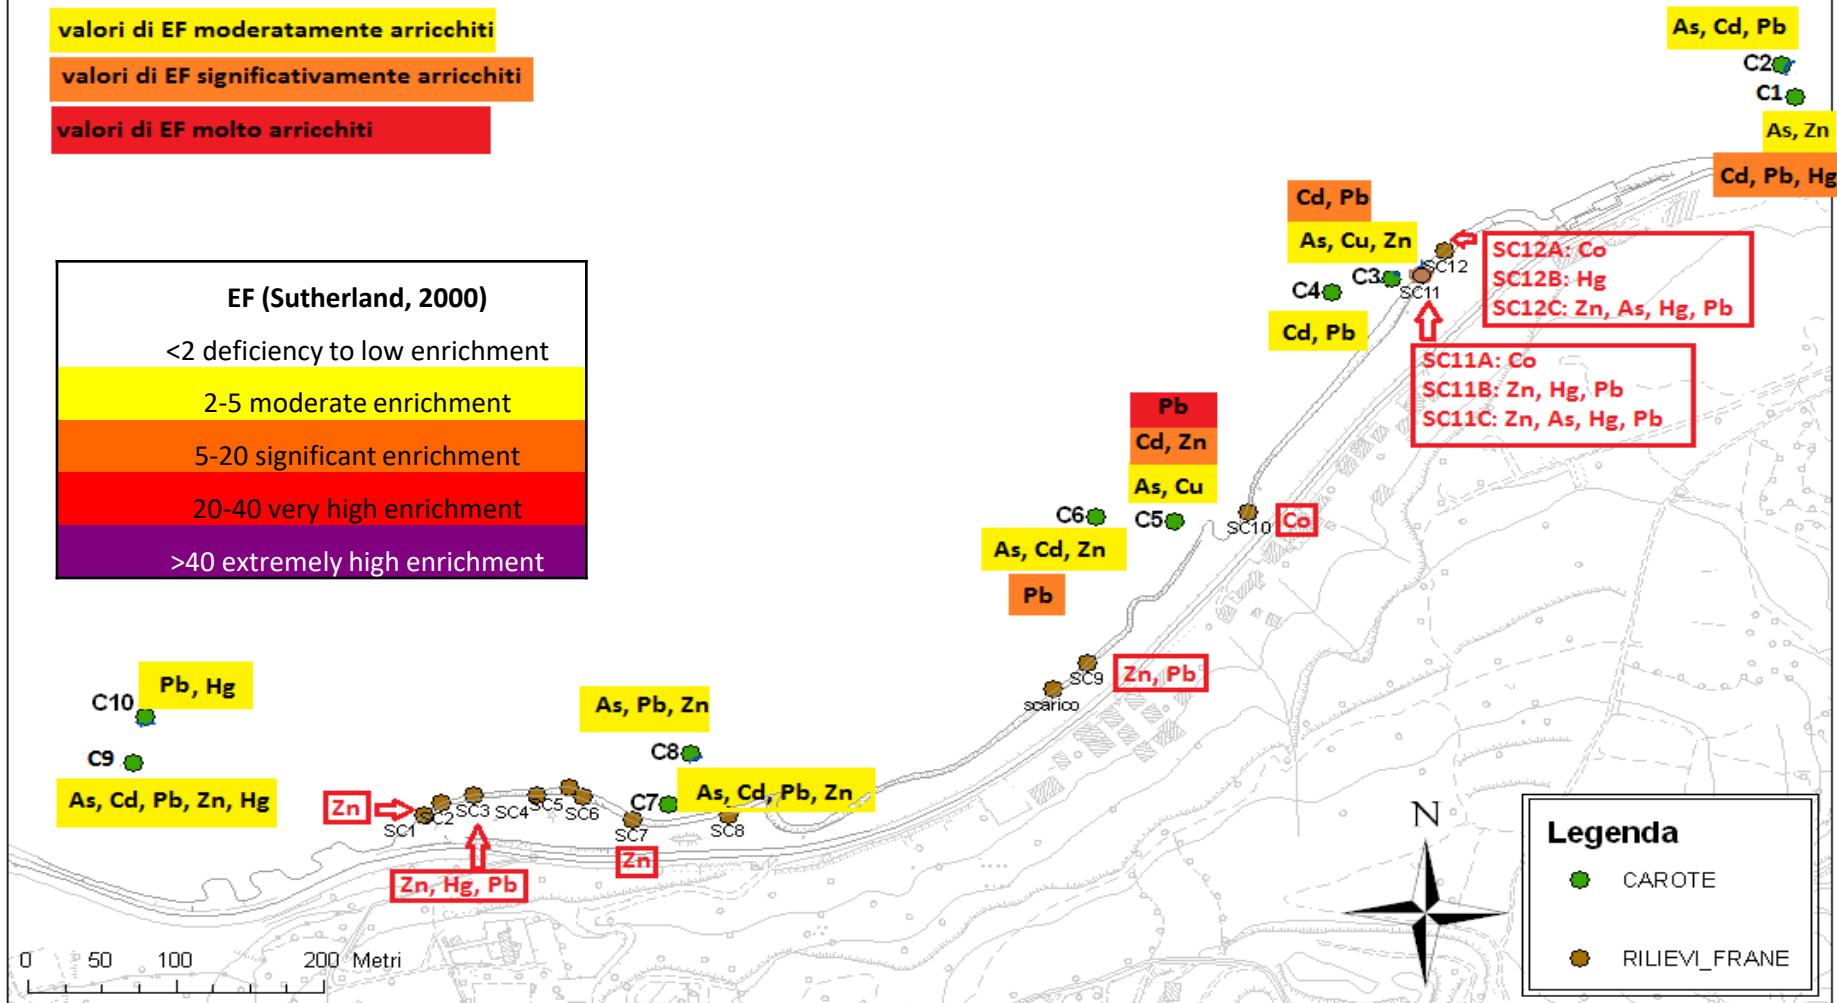 valori di EF moderatamente arricchiti
valori di EF significativamente arricchiti
valori di EF molto arricchiti
EF (Sutherland, 2000)
<2 deficiency to low enrichment
2-5 moderate enrichment
5-20 significant enrichment
20-40 very high enrichment
>40 extremely high enrichment
As, Cd, Pb
C2
C1
As, Zn
Cd, Pb, Hg
Cd, Pb
As, Cu, Zn
C3
C4
Cd, Pb
SC12
SC11
SC12A: Co
SC12B: Hg
SC12C: Zn, As, Hg, Pb
SC11A: Co
SC11B: Zn, Hg, Pb
SC11C: Zn, As, Hg, Pb
Pb
Cd, Zn
As, Cu
C6
C5
SC10
Co
As, Cd, Zn
Pb
SC9
Zn, Pb
scarico
Pb, Hg
C10
C9
As, Cd, Pb, Zn, Hg
As, Pb, Zn
C8
C7
As, Cd, Pb, Zn
Zn
SC1
SC2
SC3
SC4
SC5
SC6
SC7
SC8
Zn
Zn, Hg, Pb
N
0 50 100 200 Metri
Legenda
CAROTE
RILIEVI_FRANE